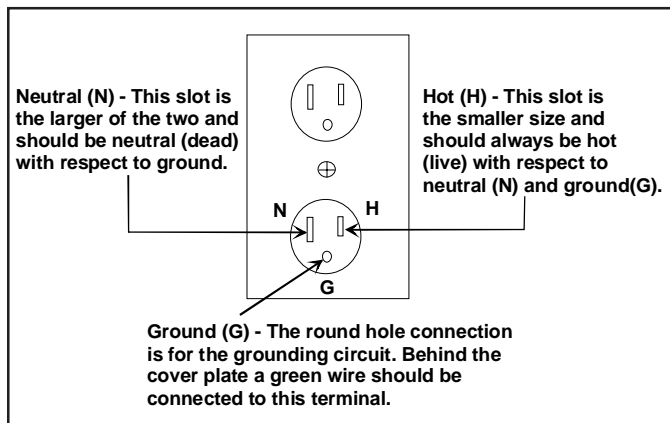 Neutral (N) - This slot is
the larger of the two and
should be neutral (dead)
with respect to ground.
Hot (H) - This slot is
the smaller size and
should always be hot
(live) with respect to
neutral (N) and ground(G).
N
H
G
Ground (G) - The round hole connection
is for the grounding circuit. Behind the
cover plate a green wire should be
connected to this terminal.